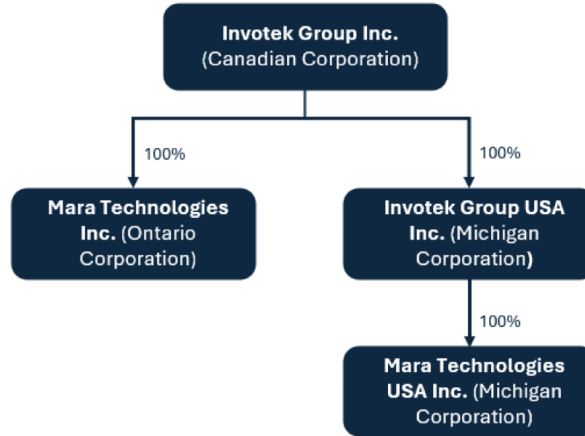 Invotek Group Inc.
(Canadian Corporation)
100%
100%
Mara Technologies
Inc. (Ontario
Corporation)
Invotek Group USA
Inc. (Michigan
Corporation)
100%
Mara Technologies
USA Inc. (Michigan
Corporation)